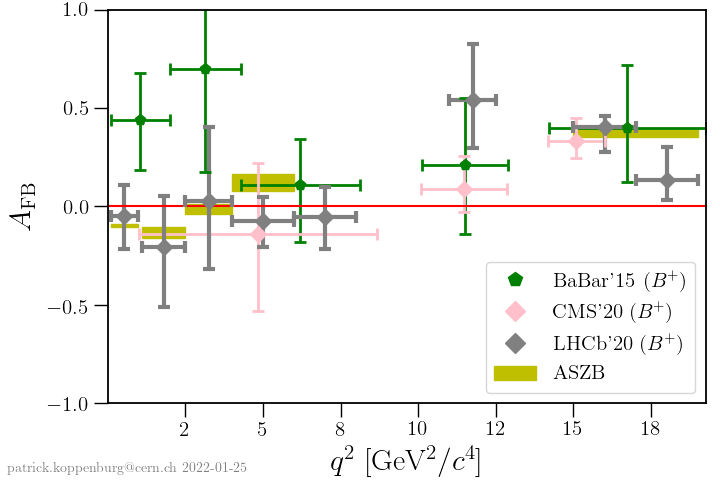 1.0
0.5
0.0
−0.5
−1.0
A_FB
2
5
8
10
12
15
18
q² [GeV²/c⁴]
BaBar'15 (B⁺)
CMS'20 (B⁺)
LHCb'20 (B⁺)
ASZB
patrick.koppenburg@cern.ch 2022-01-25